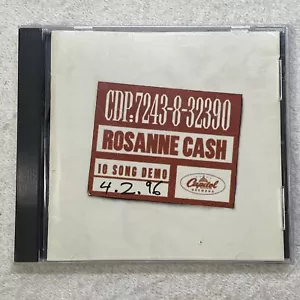 CDP:7243-8-32390
ROSANNE CASH
10 SONG DEMO
4.2.96
Capitol
RECORDS